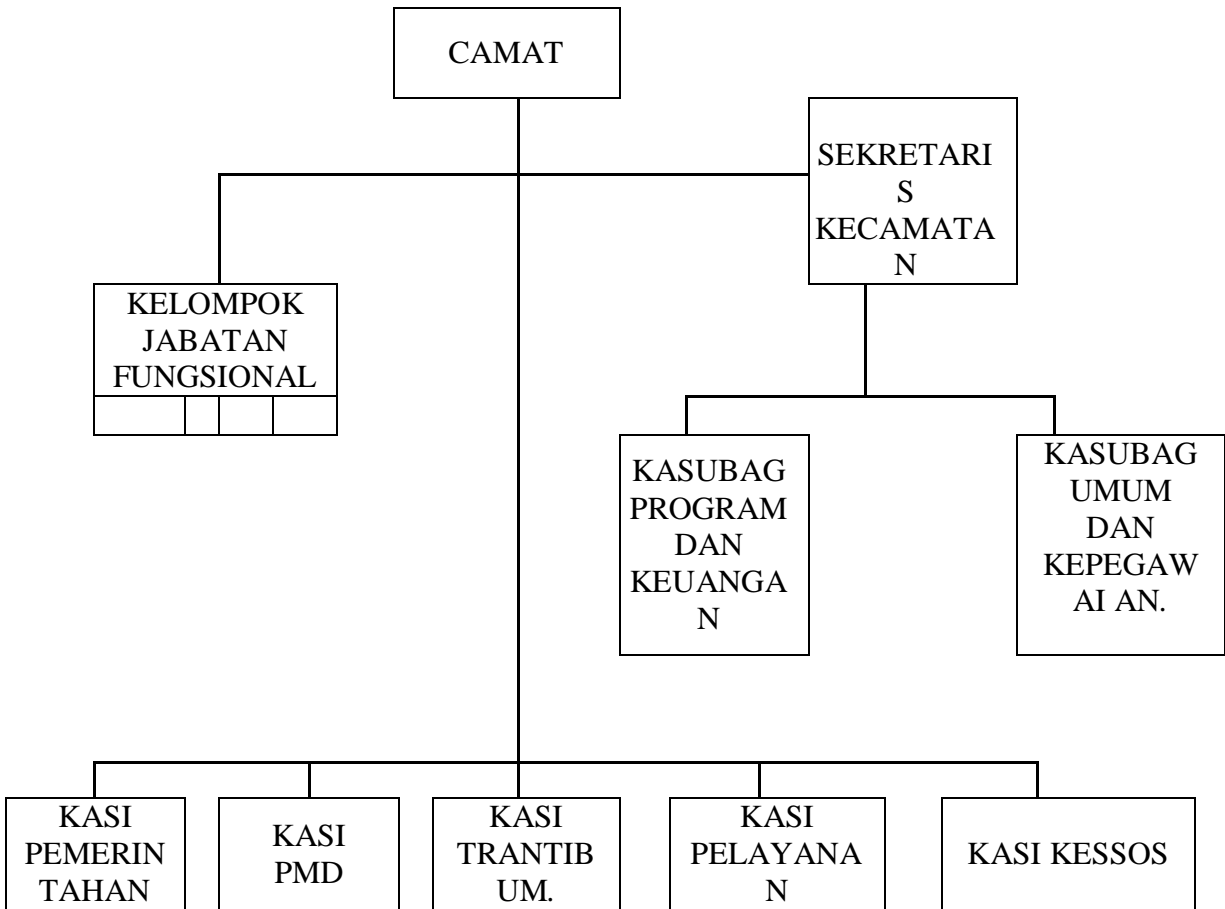 CAMAT
SEKRETARI
S
KECAMATA
N
KELOMPOK
JABATAN
FUNGSIONAL
KASUBAG
PROGRAM
DAN
KEUANGA
N
KASUBAG
UMUM
DAN
KEPEGAW
AI AN.
KASI
PEMERIN
TAHAN
KASI
PMD
KASI
TRANTIB
UM.
KASI
PELAYANA
N
KASI KESSOS